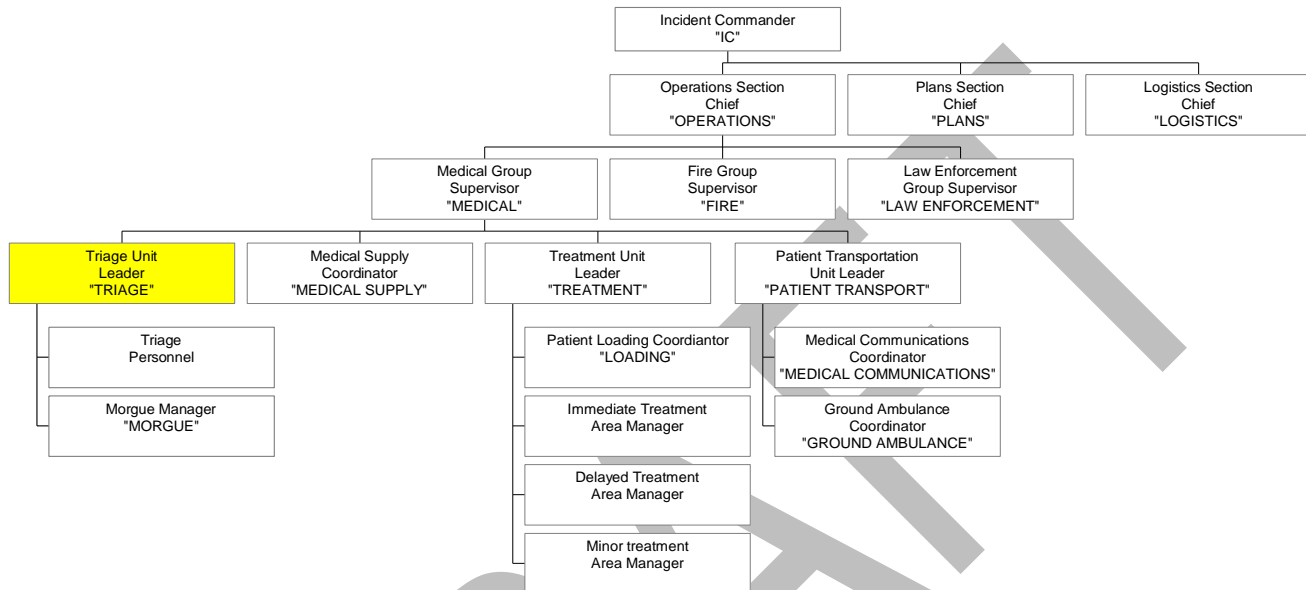 Incident Commander
"IC"
Operations Section
Chief
"OPERATIONS"
Plans Section
Chief
"PLANS"
Logistics Section
Chief
"LOGISTICS"
Medical Group
Supervisor
"MEDICAL"
Fire Group
Supervisor
"FIRE"
Law Enforcement
Group Supervisor
"LAW ENFORCEMENT"
Triage Unit
Leader
"TRIAGE"
Medical Supply
Coordinator
"MEDICAL SUPPLY"
Treatment Unit
Leader
"TREATMENT"
Patient Transportation
Unit Leader
"PATIENT TRANSPORT"
Triage
Personnel
Morgue Manager
"MORGUE"
Patient Loading Coordiantor
"LOADING"
Immediate Treatment
Area Manager
Delayed Treatment
Area Manager
Minor treatment
Area Manager
Medical Communications
Coordinator
"MEDICAL COMMUNICATIONS"
Ground Ambulance
Coordinator
"GROUND AMBULANCE"